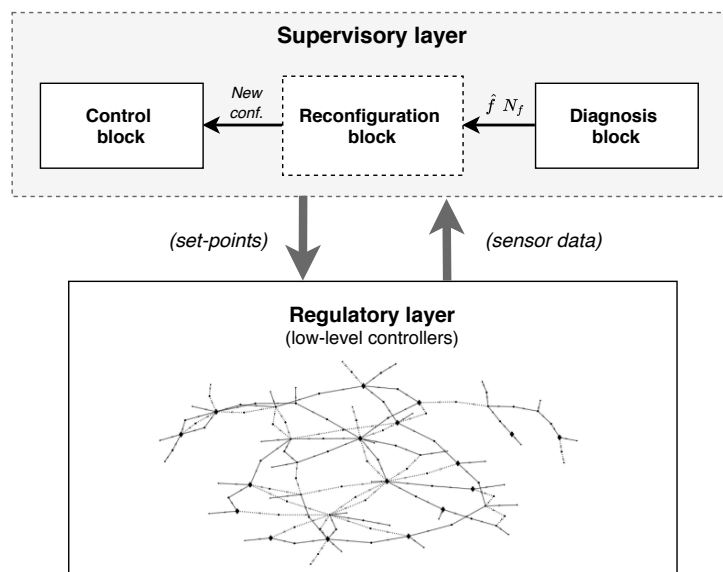 Supervisory layer
Control
block
New
conf.
Reconfiguration
block
f̂ N_f
Diagnosis
block
(set-points)
(sensor data)
Regulatory layer
(low-level controllers)